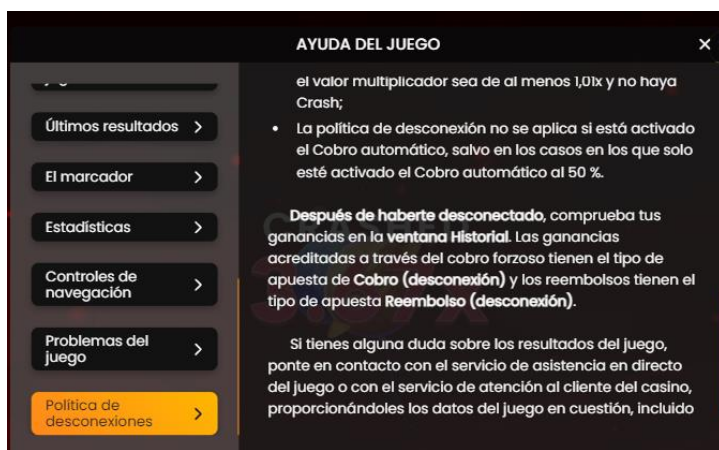 AYUDA DEL JUEGO
Últimos resultados
El marcador
Estadísticas
Controles de
navegación
Problemas del
juego
Política de
desconexiones
el valor multiplicador sea de al menos 1,01x y no haya
Crash;
• La política de desconexión no se aplica si está activado
el Cobro automático, salvo en los casos en los que solo
esté activado el Cobro automático al 50 %.
Después de haberte desconectado, comprueba tus
ganancias en la ventana Historial. Las ganancias
acreditadas a través del cobro forzoso tienen el tipo de
apuesta de Cobro (desconexión) y los reembolsos tienen el
tipo de apuesta Reembolso (desconexión).
Si tienes alguna duda sobre los resultados del juego,
ponte en contacto con el servicio de asistencia en directo
del juego o con el servicio de atención al cliente del casino,
proporcionándoles los datos del juego en cuestión, incluido